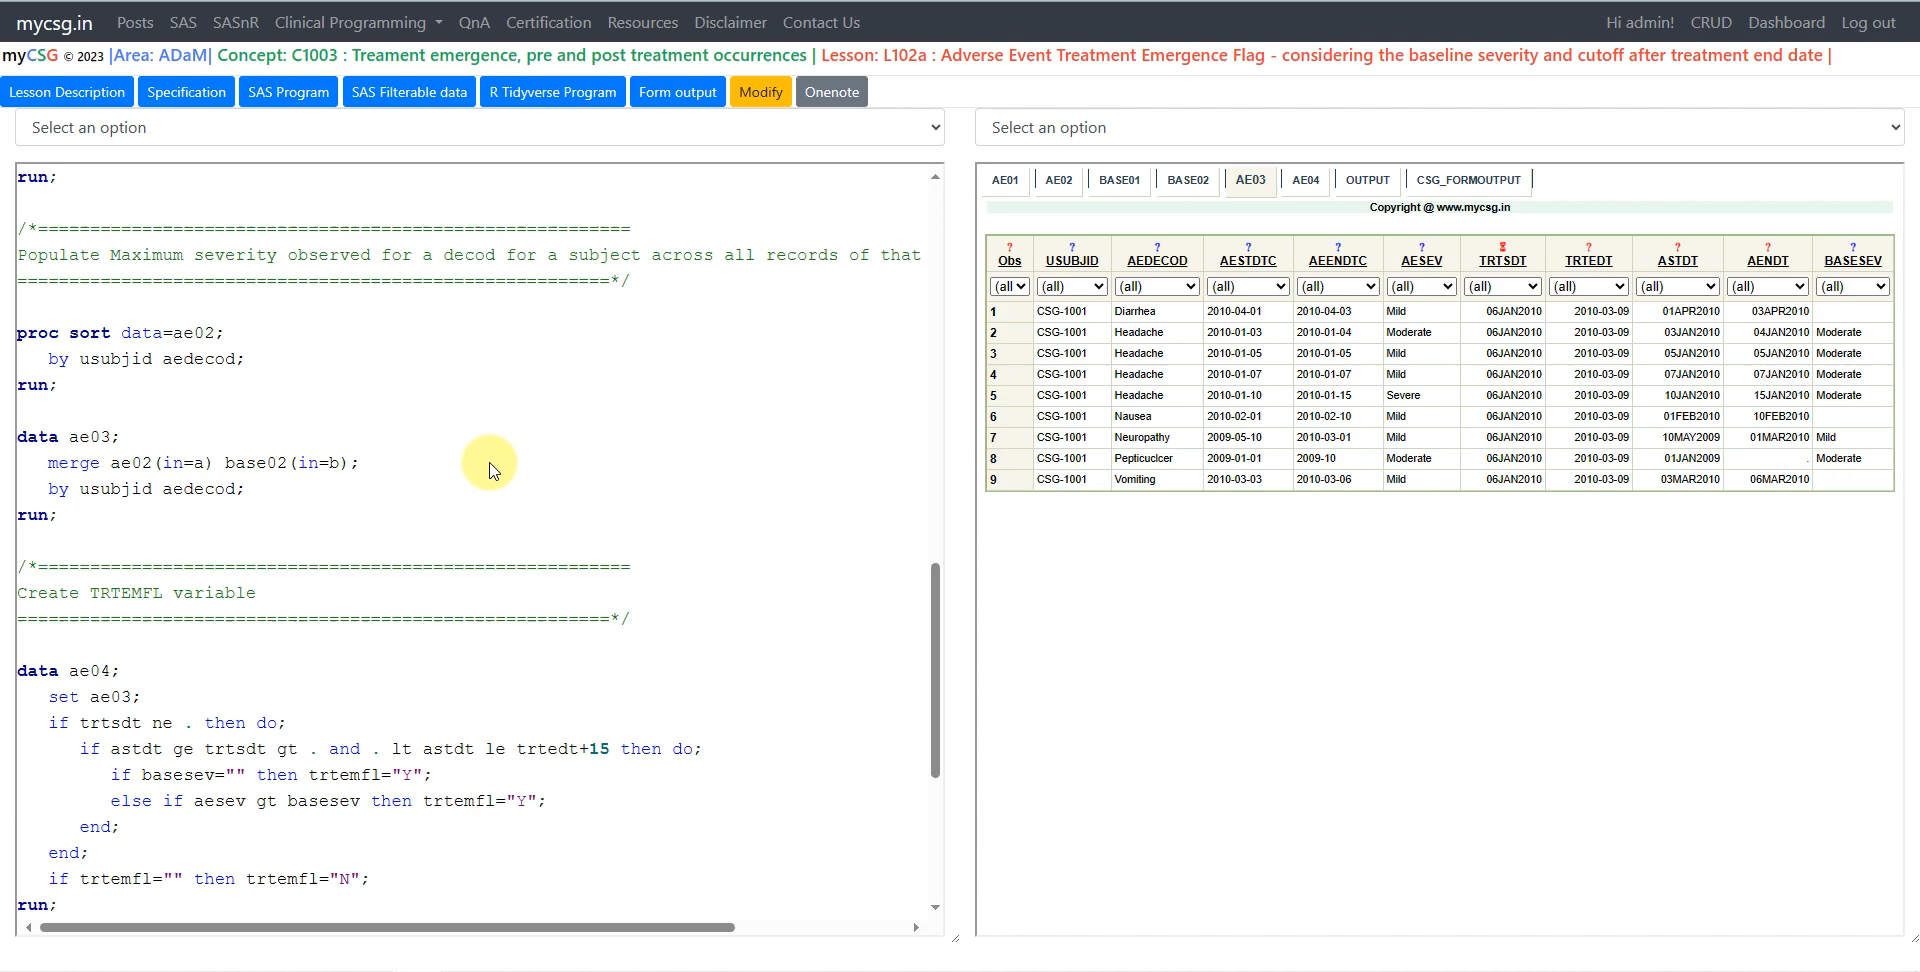 mycsg.in Posts SAS SASnR Clinical Programming QnA Certification Resources Disclaimer Contact Us Hi admin! CRUD Dashboard Log out
myCSG © 2023 |Area: ADaM| Concept: C1003 : Treament emergence, pre and post treatment occurrences | Lesson: L102a : Adverse Event Treatment Emergence Flag - considering the baseline severity and cutoff after treatment end date |
Lesson Description Specification SAS Program SAS Filterable data R Tidyverse Program Form output Modify Onenote
Select an option
run;
/*=========================================================
Populate Maximum severity observed for a decod for a subject across all records of that
=========================================================*/
proc sort data=ae02;
by usubjid aedecod;
run;
data ae03;
merge ae02(in=a) base02(in=b);
by usubjid aedecod;
run;
/*=========================================================
Create TRTEMFL variable
=========================================================*/
data ae04;
set ae03;
if trtsdt ne . then do;
if astdt ge trtsdt gt . and . lt astdt le trtedt+15 then do;
if basesev="" then trtemfl="Y";
else if aesev gt basesev then trtemfl="Y";
end;
end;
if trtemfl="" then trtemfl="N";
run;
Select an option
AE01 AE02 BASE01 BASE02 AE03 AE04 OUTPUT CSG_FORMOUTPUT
Copyright @ www.mycsg.in
? ? ? ? ? ? ? ? ? ?
Obs USUBJID AEDECOD AESTDTC AEENDTC AESEV TRTSDT TRTEDT ASTDT AENDT BASESEV
(all (all) (all) (all) (all) (all) (all) (all) (all) (all) (all)
1 CSG-1001 Diarrhea 2010-04-01 2010-04-03 Mild 06JAN2010 2010-03-09 01APR2010 03APR2010
2 CSG-1001 Headache 2010-01-03 2010-01-04 Moderate 06JAN2010 2010-03-09 03JAN2010 04JAN2010 Moderate
3 CSG-1001 Headache 2010-01-05 2010-01-05 Mild 06JAN2010 2010-03-09 05JAN2010 05JAN2010 Moderate
4 CSG-1001 Headache 2010-01-07 2010-01-07 Mild 06JAN2010 2010-03-09 07JAN2010 07JAN2010 Moderate
5 CSG-1001 Headache 2010-01-10 2010-01-15 Severe 06JAN2010 2010-03-09 10JAN2010 15JAN2010 Moderate
6 CSG-1001 Nausea 2010-02-01 2010-02-10 Mild 06JAN2010 2010-03-09 01FEB2010 10FEB2010
7 CSG-1001 Neuropathy 2009-05-10 2010-03-01 Mild 06JAN2010 2010-03-09 10MAY2009 01MAR2010 Mild
8 CSG-1001 Pepticuclcer 2009-01-01 2009-10 Moderate 06JAN2010 2010-03-09 01JAN2009 . Moderate
9 CSG-1001 Vomiting 2010-03-03 2010-03-06 Mild 06JAN2010 2010-03-09 03MAR2010 06MAR2010